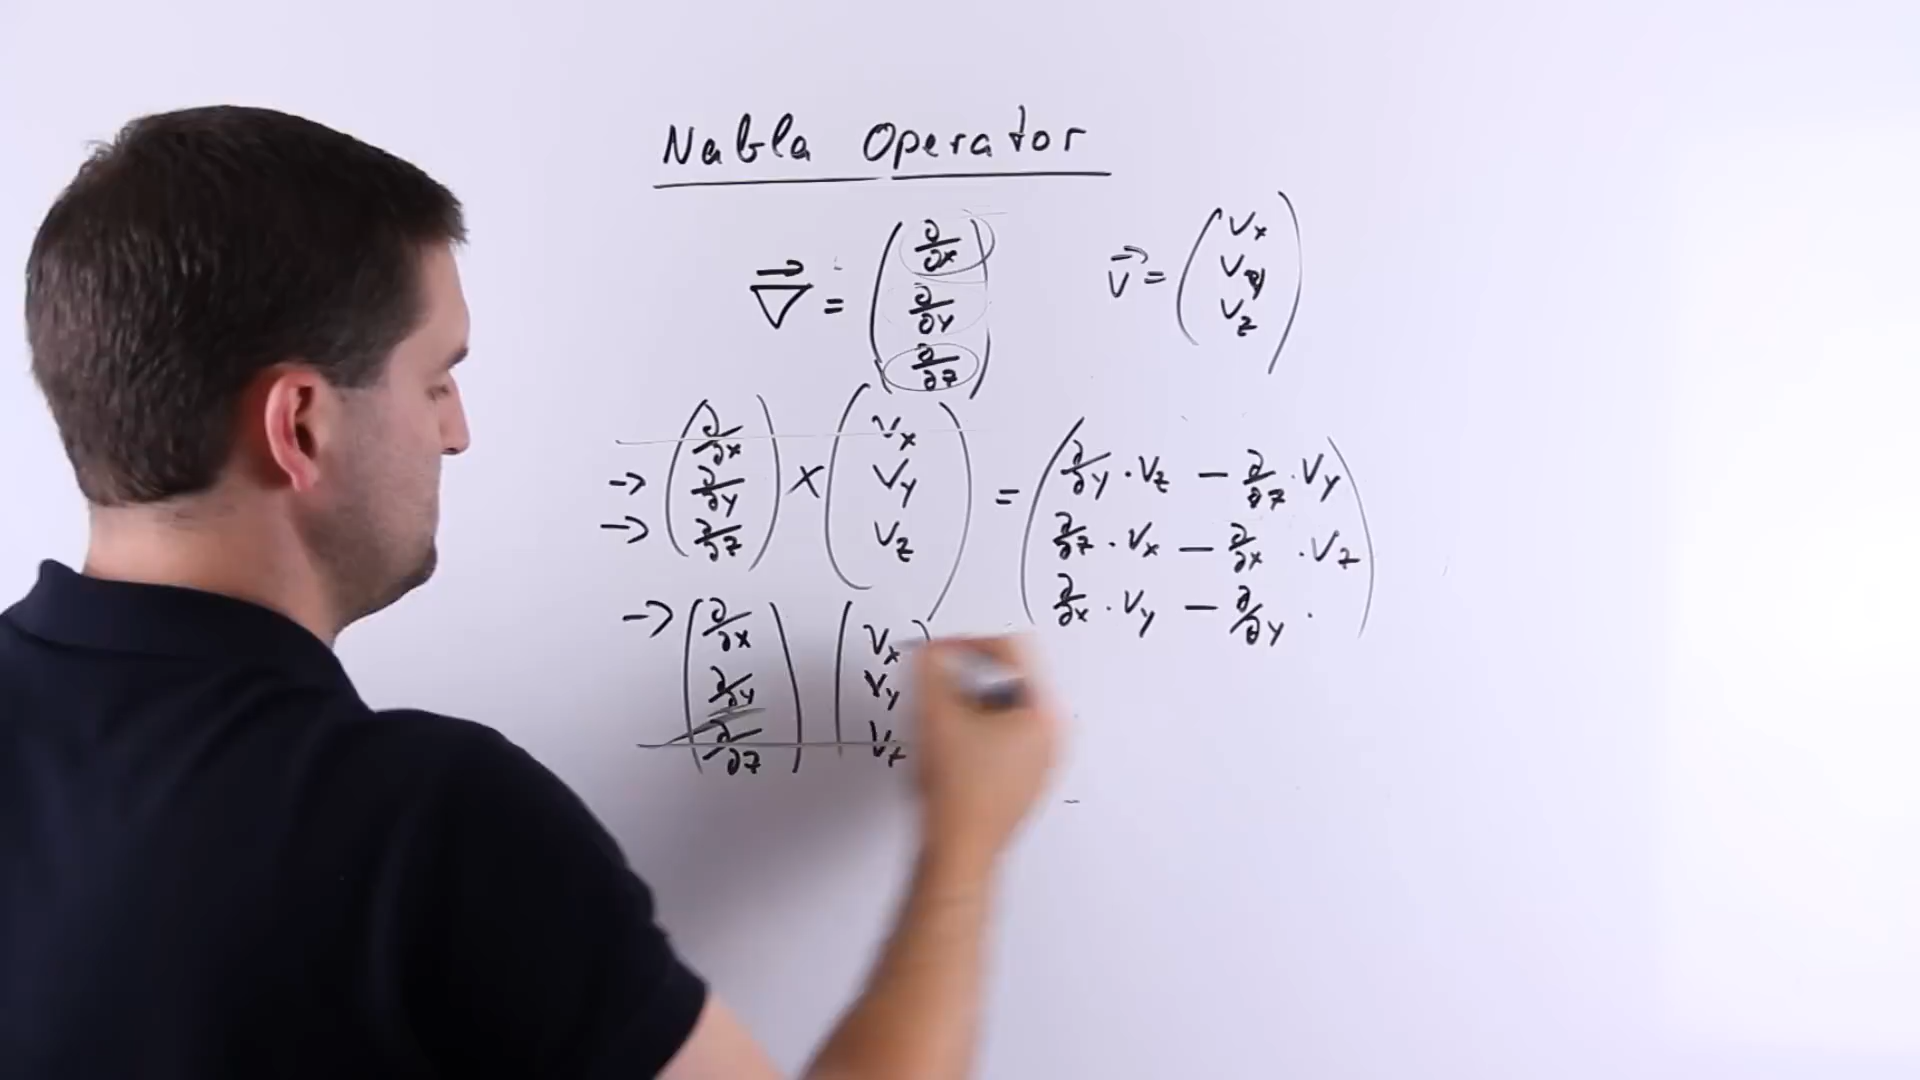 Nabla Operator
∇⃗ = (∂/∂x ∂/∂y ∂/∂z)
v⃗ = (Vx Vy Vz)
→ → (∂/∂x ∂/∂y ∂/∂z) × (Vx Vy Vz) =
∂/∂y · Vz − ∂/∂z · Vy
∂/∂z · Vx − ∂/∂x · Vz
∂/∂x · Vy − ∂/∂y ·
→ (∂/∂x ∂/∂y ∂/∂z) (Vx Vy Vz